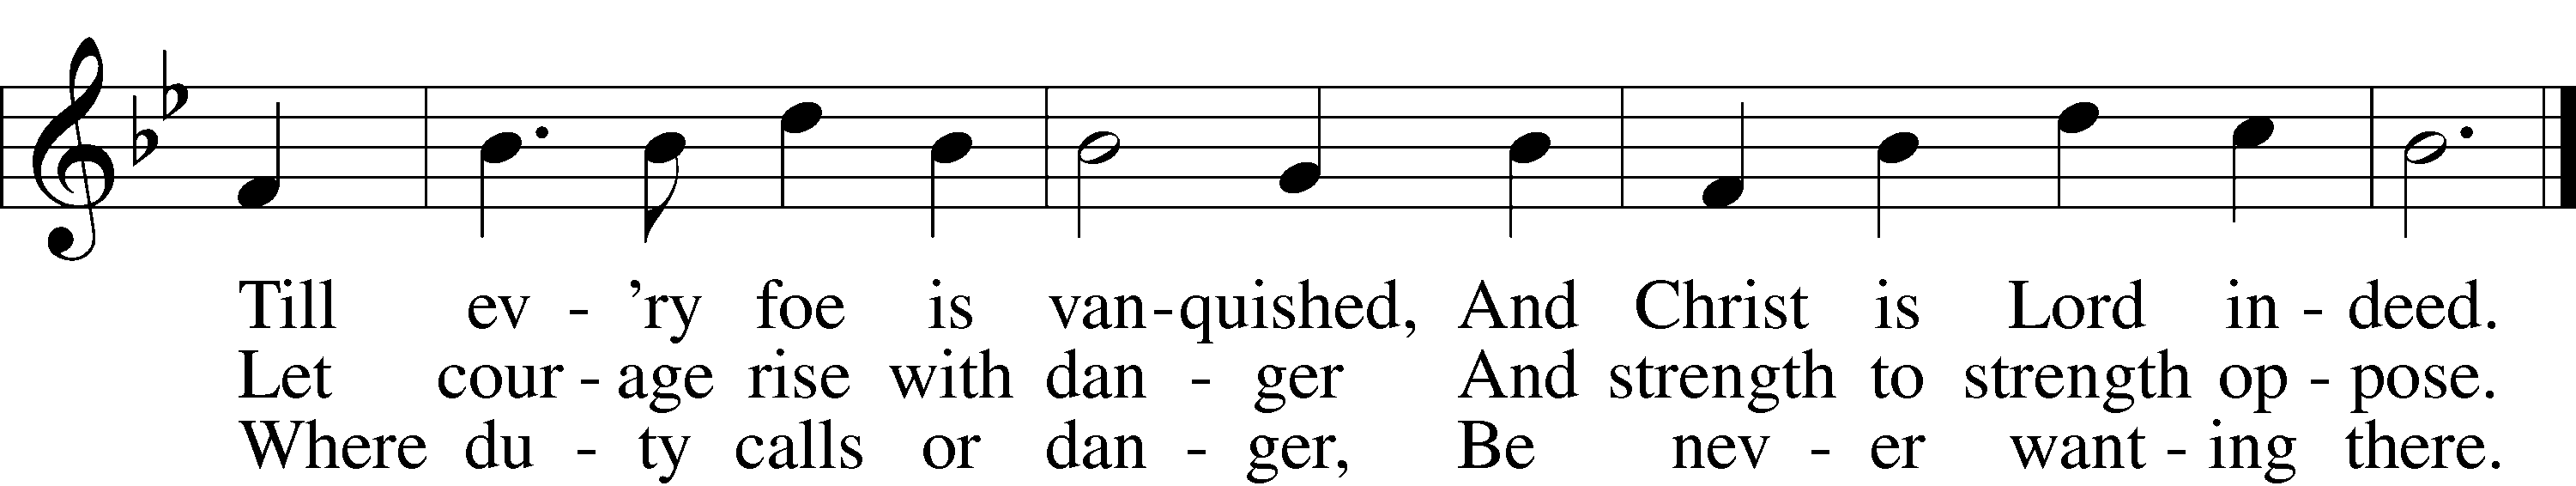 Till ev - 'ry foe is van - quished, And Christ is Lord in - deed.
Let cour - age rise with dan - ger And strength to strength op - pose.
Where du - ty calls or dan - ger, Be nev - er want - ing there.